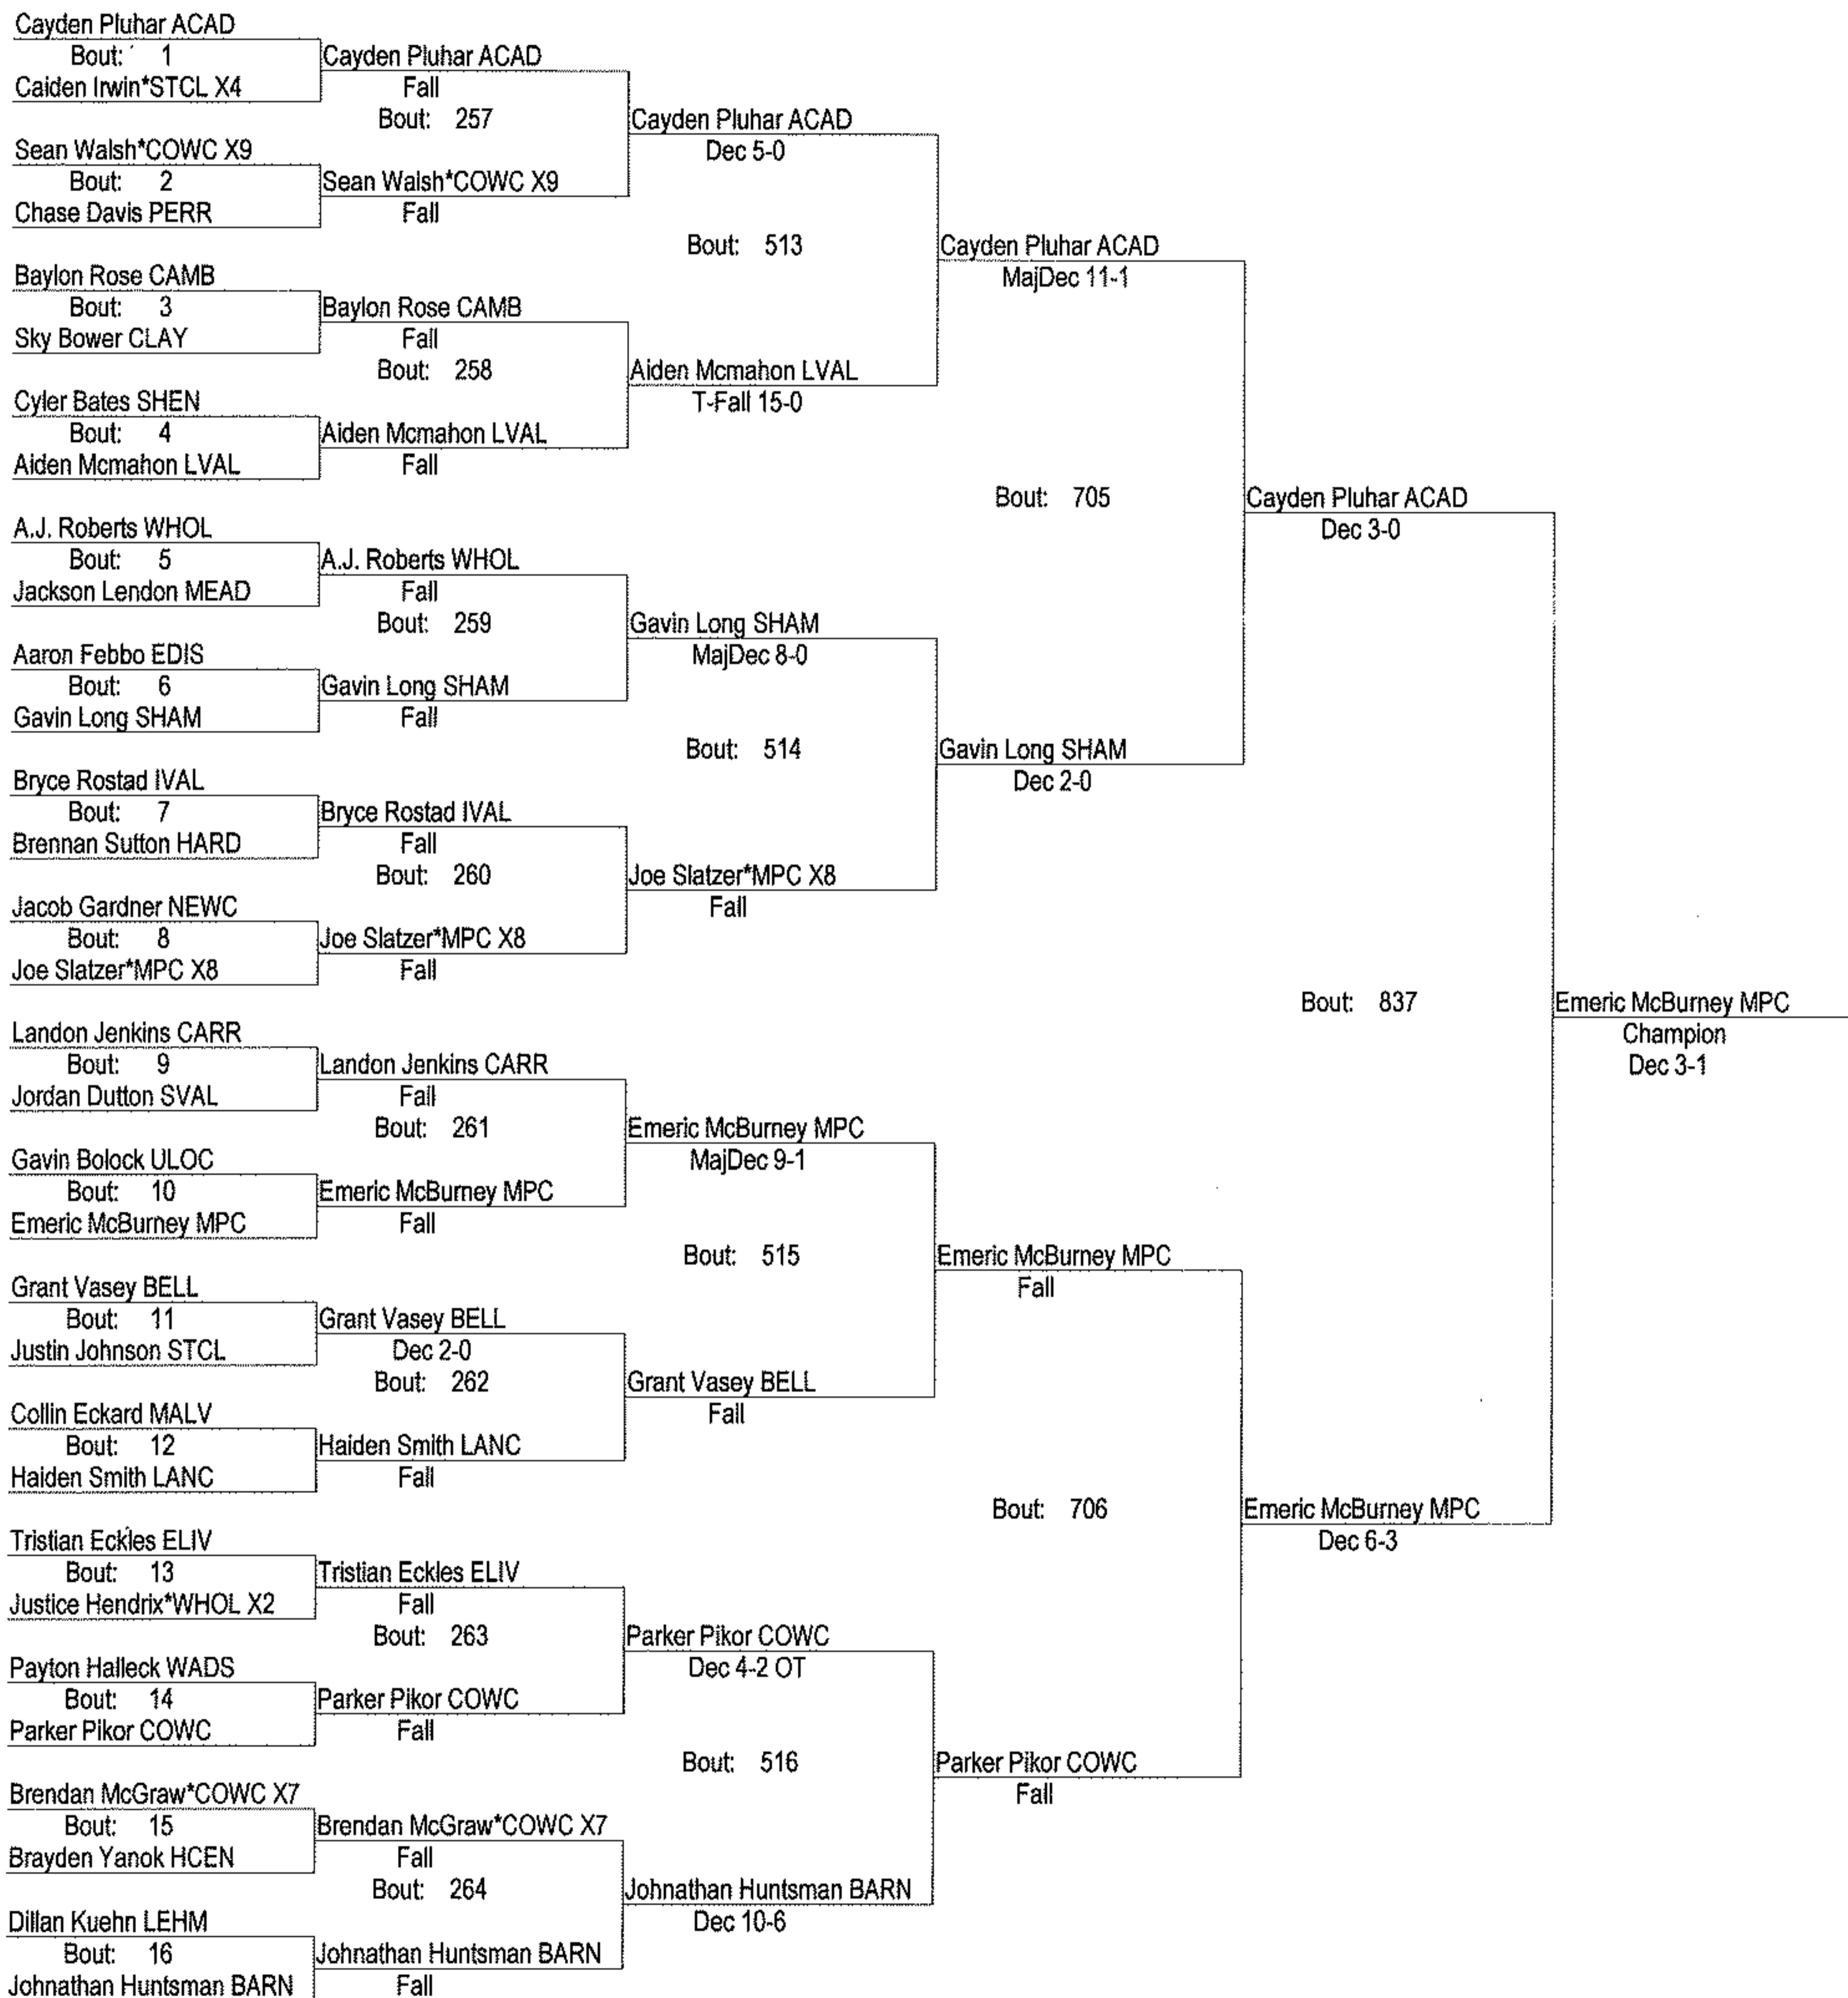 Cayden Pluhar ACAD
Bout: 1
Caiden Irwin*STCL X4
Sean Walsh*COWC X9
Bout: 2
Chase Davis PERR
Baylon Rose CAMB
Bout: 3
Sky Bower CLAY
Cyler Bates SHEN
Bout: 4
Aiden Mcmahon LVAL
A.J. Roberts WHOL
Bout: 5
Jackson Lendon MEAD
Aaron Febbo EDIS
Bout: 6
Gavin Long SHAM
Bryce Rostad IVAL
Bout: 7
Brennan Sutton HARD
Jacob Gardner NEWC
Bout: 8
Joe Slatzer*MPC X8
Landon Jenkins CARR
Bout: 9
Jordan Dutton SVAL
Gavin Bolock ULOC
Bout: 10
Emeric McBurney MPC
Grant Vasey BELL
Bout: 11
Justin Johnson STCL
Collin Eckard MALV
Bout: 12
Haiden Smith LANC
Tristian Eckles ELIV
Bout: 13
Justice Hendrix*WHOL X2
Payton Halleck WADS
Bout: 14
Parker Pikor COWC
Brendan McGraw*COWC X7
Bout: 15
Brayden Yanok HCEN
Dillan Kuehn LEHM
Bout: 16
Johnathan Huntsman BARN
Cayden Pluhar ACAD
Fall
Bout: 257
Sean Walsh*COWC X9
Fall
Baylon Rose CAMB
Fall
Bout: 258
Aiden Mcmahon LVAL
Fall
A.J. Roberts WHOL
Fall
Bout: 259
Gavin Long SHAM
Fall
Bryce Rostad IVAL
Fall
Bout: 260
Joe Slatzer*MPC X8
Fall
Landon Jenkins CARR
Fall
Bout: 261
Emeric McBurney MPC
Fall
Grant Vasey BELL
Dec 2-0
Bout: 262
Haiden Smith LANC
Fall
Tristian Eckles ELIV
Fall
Bout: 263
Parker Pikor COWC
Fall
Brendan McGraw*COWC X7
Fall
Bout: 264
Johnathan Huntsman BARN
Fall
Cayden Pluhar ACAD
Dec 5-0
Bout: 513
Aiden Mcmahon LVAL
T-Fall 15-0
Gavin Long SHAM
MajDec 8-0
Bout: 514
Joe Slatzer*MPC X8
Fall
Emeric McBurney MPC
MajDec 9-1
Bout: 515
Grant Vasey BELL
Fall
Parker Pikor COWC
Dec 4-2 OT
Bout: 516
Johnathan Huntsman BARN
Dec 10-6
Cayden Pluhar ACAD
MajDec 11-1
Bout: 705
Gavin Long SHAM
Dec 2-0
Emeric McBurney MPC
Fall
Bout: 706
Parker Pikor COWC
Fall
Cayden Pluhar ACAD
Dec 3-0
Bout: 837
Emeric McBurney MPC
Dec 6-3
Emeric McBurney MPC
Champion
Dec 3-1